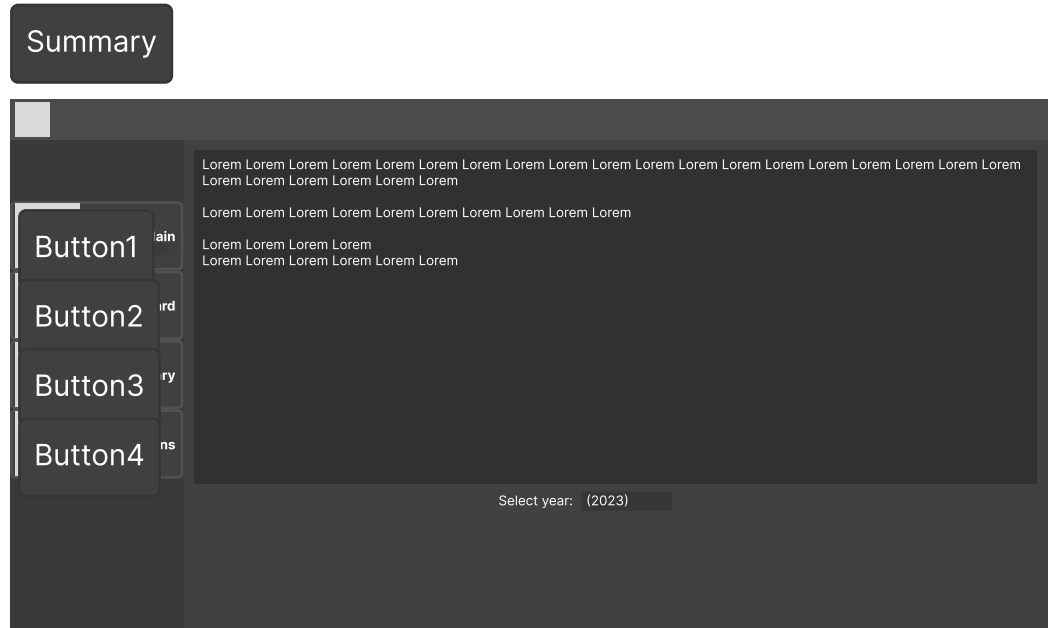 Summary
Lorem Lorem Lorem Lorem Lorem Lorem Lorem Lorem Lorem Lorem Lorem Lorem Lorem Lorem Lorem Lorem Lorem Lorem Lorem
Lorem Lorem Lorem Lorem Lorem Lorem
Lorem Lorem Lorem Lorem Lorem Lorem Lorem Lorem Lorem Lorem
Lorem Lorem Lorem Lorem
Lorem Lorem Lorem Lorem Lorem Lorem
Button1
Button2
Button3
Button4
Select year: (2023)